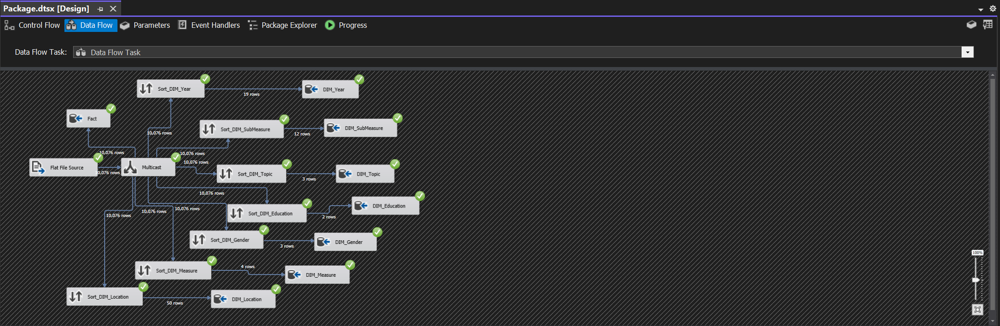 Package.dtsx [Design]
Control Flow
Data Flow
Parameters
Event Handlers
Package Explorer
Progress
Data Flow Task:
Data Flow Task
Sort_DIM_Year
19 rows
DIM_Year
Fact
10,076 rows
Sort_DIM_SubMeasure
12 rows
DIM_SubMeasure
10,076 rows
10,076 rows
Flat File Source
10,076 rows
Multicast
10,076 rows
Sort_DIM_Topic
3 rows
DIM_Topic
10,076 rows
Sort_DIM_Education
2 rows
DIM_Education
10,076 rows
10,076 rows
10,076 rows
Sort_DIM_Gender
3 rows
DIM_Gender
Sort_DIM_Measure
4 rows
DIM_Measure
Sort_DIM_Location
50 rows
DIM_Location
100%